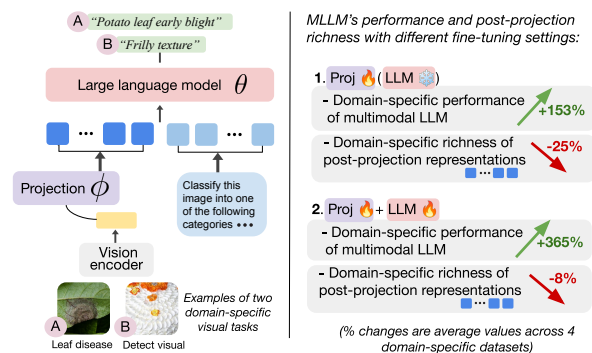 A "Potato leaf early blight"
B "Frilly texture"
Large language model θ
•••
•••
Projection ϕ
Classify this
image into one
of the following
categories •••
Vision
encoder
A
B
Leaf disease
Detect visual
Examples of two
domain-specific
visual tasks
MLLM's performance and post-projection
richness with different fine-tuning settings:
1. Proj 🔥 ( LLM ❄️)
- Domain-specific performance
of multimodal LLM
+153%
- Domain-specific richness of
post-projection representations
•••
-25%
2. Proj 🔥 + LLM 🔥
- Domain-specific performance
of multimodal LLM
+365%
- Domain-specific richness of
post-projection representations
•••
-8%
(% changes are average values across 4
domain-specific datasets)